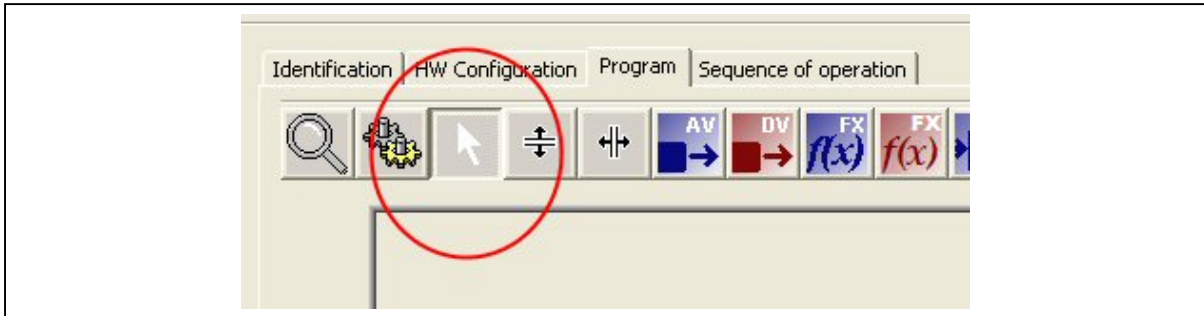 Identification HW Configuration Program Sequence of operation
AV DV FX FX
f(x) f(x)